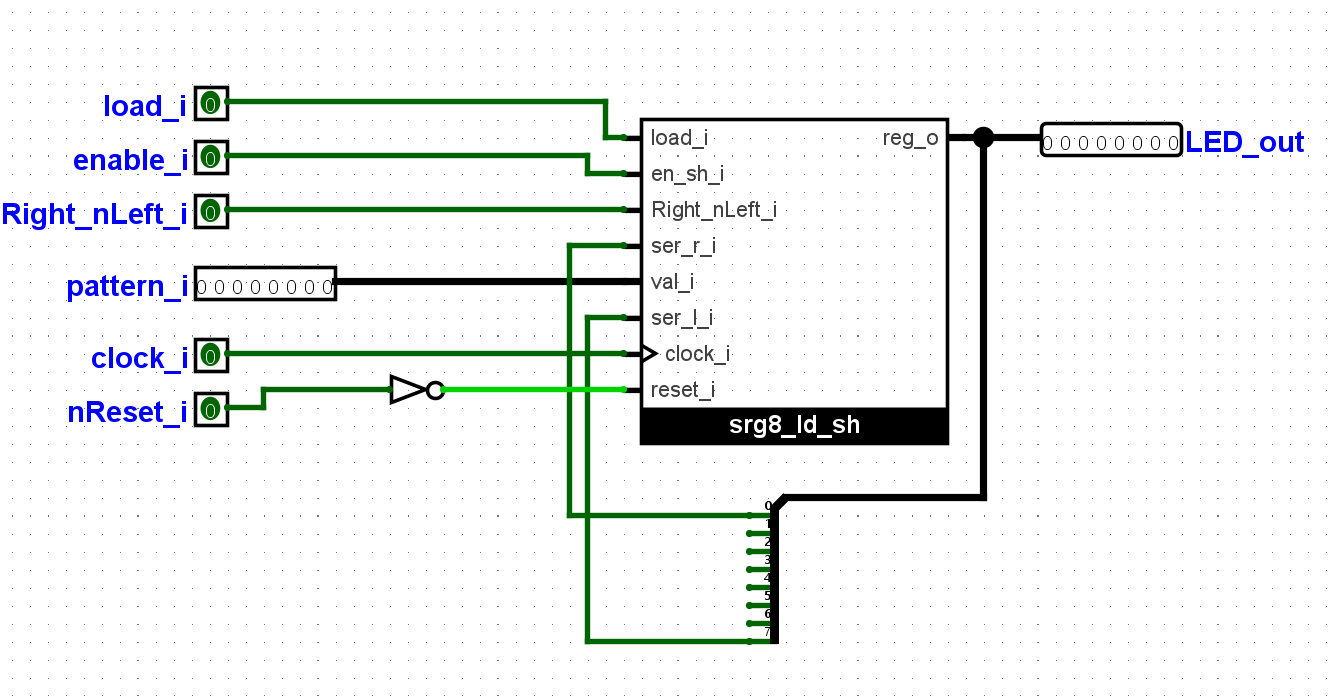 load_i 0
enable_i 0
Right_nLeft_i 0
pattern_i 0 0 0 0 0 0 0 0
clock_i 0
nReset_i 0
load_i
en_sh_i
Right_nLeft_i
ser_r_i
val_i
ser_l_i
clock_i
reset_i
reg_o
srg8_ld_sh
0 0 0 0 0 0 0 0 LED_out
0
1
2
3
4
5
6
7